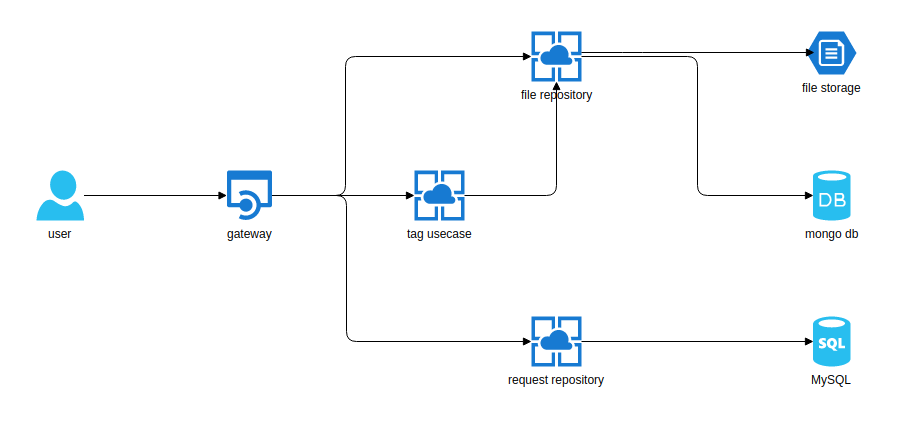 file repository
file storage
DB
user
gateway
tag usecase
mongo db
SQL
request repository
MySQL